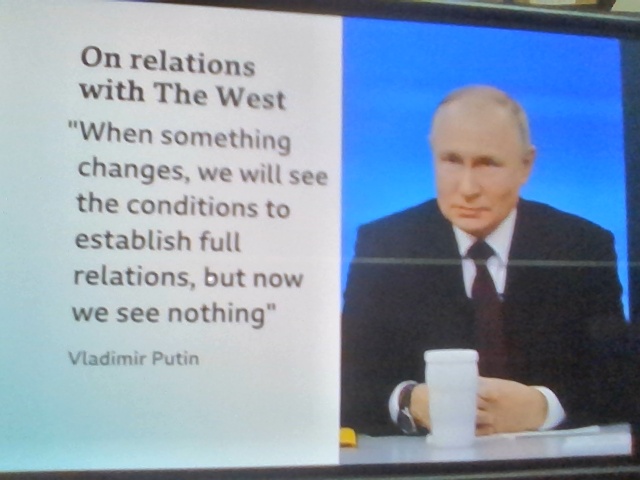 On relations
with The West
"When something
changes, we will see
the conditions to
establish full
relations, but now
we see nothing"
Vladimir Putin